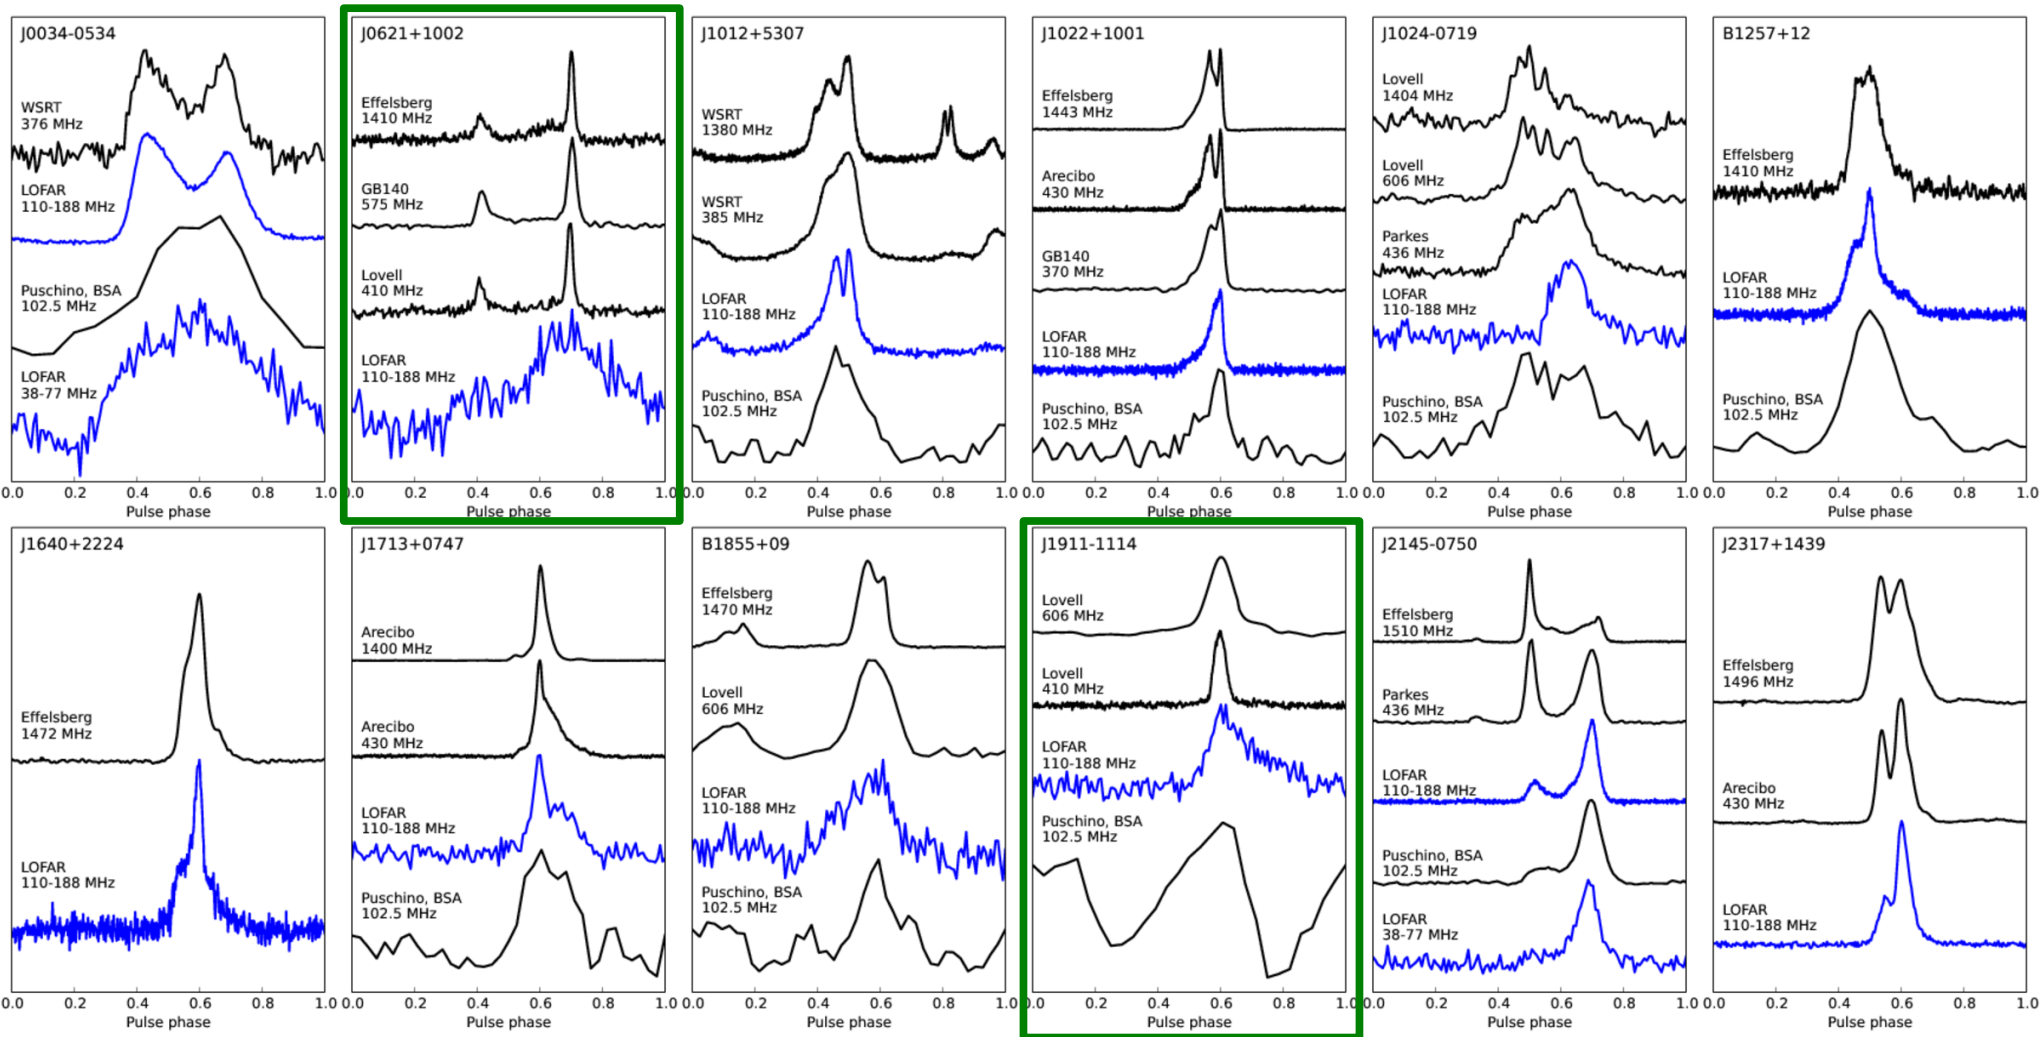 J0034-0534
WSRT
376 MHz
LOFAR
110-188 MHz
Puschino, BSA
102.5 MHz
LOFAR
38-77 MHz
0.0 0.2 0.4 0.6 0.8 1.0
Pulse phase
J0621+1002
Effelsberg
1410 MHz
GB140
575 MHz
Lovell
410 MHz
LOFAR
110-188 MHz
0.0 0.2 0.4 0.6 0.8 1.0
Pulse phase
J1012+5307
WSRT
1380 MHz
WSRT
385 MHz
LOFAR
110-188 MHz
Puschino, BSA
102.5 MHz
0.0 0.2 0.4 0.6 0.8 1.0
Pulse phase
J1022+1001
Effelsberg
1443 MHz
Arecibo
430 MHz
GB140
370 MHz
LOFAR
110-188 MHz
Puschino, BSA
102.5 MHz
0.0 0.2 0.4 0.6 0.8 1.0
Pulse phase
J1024-0719
Lovell
1404 MHz
Lovell
606 MHz
Parkes
436 MHz
LOFAR
110-188 MHz
Puschino, BSA
102.5 MHz
0.0 0.2 0.4 0.6 0.8 1.0
Pulse phase
B1257+12
Effelsberg
1410 MHz
LOFAR
110-188 MHz
Puschino, BSA
102.5 MHz
0.0 0.2 0.4 0.6 0.8 1.0
Pulse phase
J1640+2224
Effelsberg
1472 MHz
LOFAR
110-188 MHz
0.0 0.2 0.4 0.6 0.8 1.0
Pulse phase
J1713+0747
Arecibo
1400 MHz
Arecibo
430 MHz
LOFAR
110-188 MHz
Puschino, BSA
102.5 MHz
0.0 0.2 0.4 0.6 0.8 1.0
Pulse phase
B1855+09
Effelsberg
1470 MHz
Lovell
606 MHz
LOFAR
110-188 MHz
Puschino, BSA
102.5 MHz
0.0 0.2 0.4 0.6 0.8 1.0
Pulse phase
J1911-1114
Lovell
606 MHz
Lovell
410 MHz
LOFAR
110-188 MHz
Puschino, BSA
102.5 MHz
0.0 0.2 0.4 0.6 0.8 1.0
Pulse phase
J2145-0750
Effelsberg
1510 MHz
Parkes
436 MHz
LOFAR
110-188 MHz
Puschino, BSA
102.5 MHz
LOFAR
38-77 MHz
0.0 0.2 0.4 0.6 0.8 1.0
Pulse phase
J2317+1439
Effelsberg
1496 MHz
Arecibo
430 MHz
LOFAR
110-188 MHz
0.0 0.2 0.4 0.6 0.8 1.0
Pulse phase